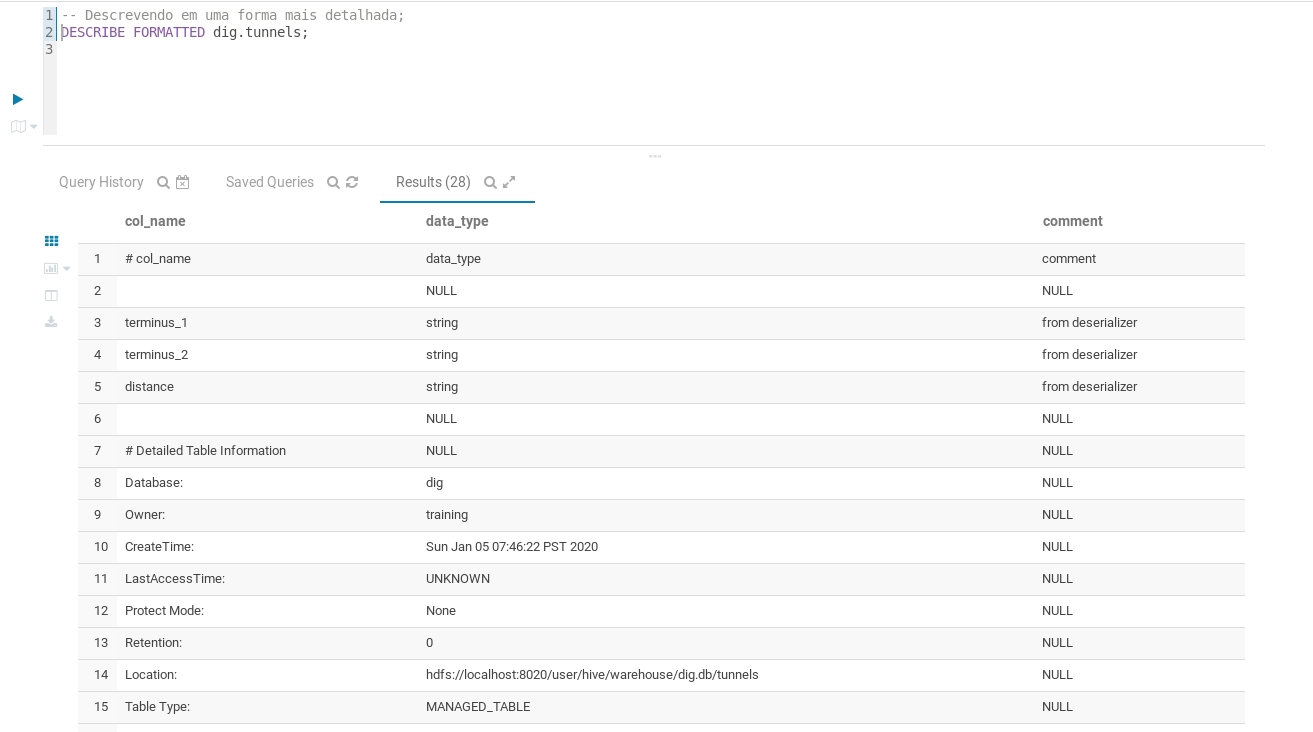 1 -- Descrevendo em uma forma mais detalhada;
2 DESCRIBE FORMATTED dig.tunnels;
3
Query History Saved Queries Results (28)
col_name data_type comment
1 # col_name data_type comment
2 NULL NULL
3 terminus_1 string from deserializer
4 terminus_2 string from deserializer
5 distance string from deserializer
6 NULL NULL
7 # Detailed Table Information NULL NULL
8 Database: dig NULL
9 Owner: training NULL
10 CreateTime: Sun Jan 05 07:46:22 PST 2020 NULL
11 LastAccessTime: UNKNOWN NULL
12 Protect Mode: None NULL
13 Retention: 0 NULL
14 Location: hdfs://localhost:8020/user/hive/warehouse/dig.db/tunnels NULL
15 Table Type: MANAGED_TABLE NULL